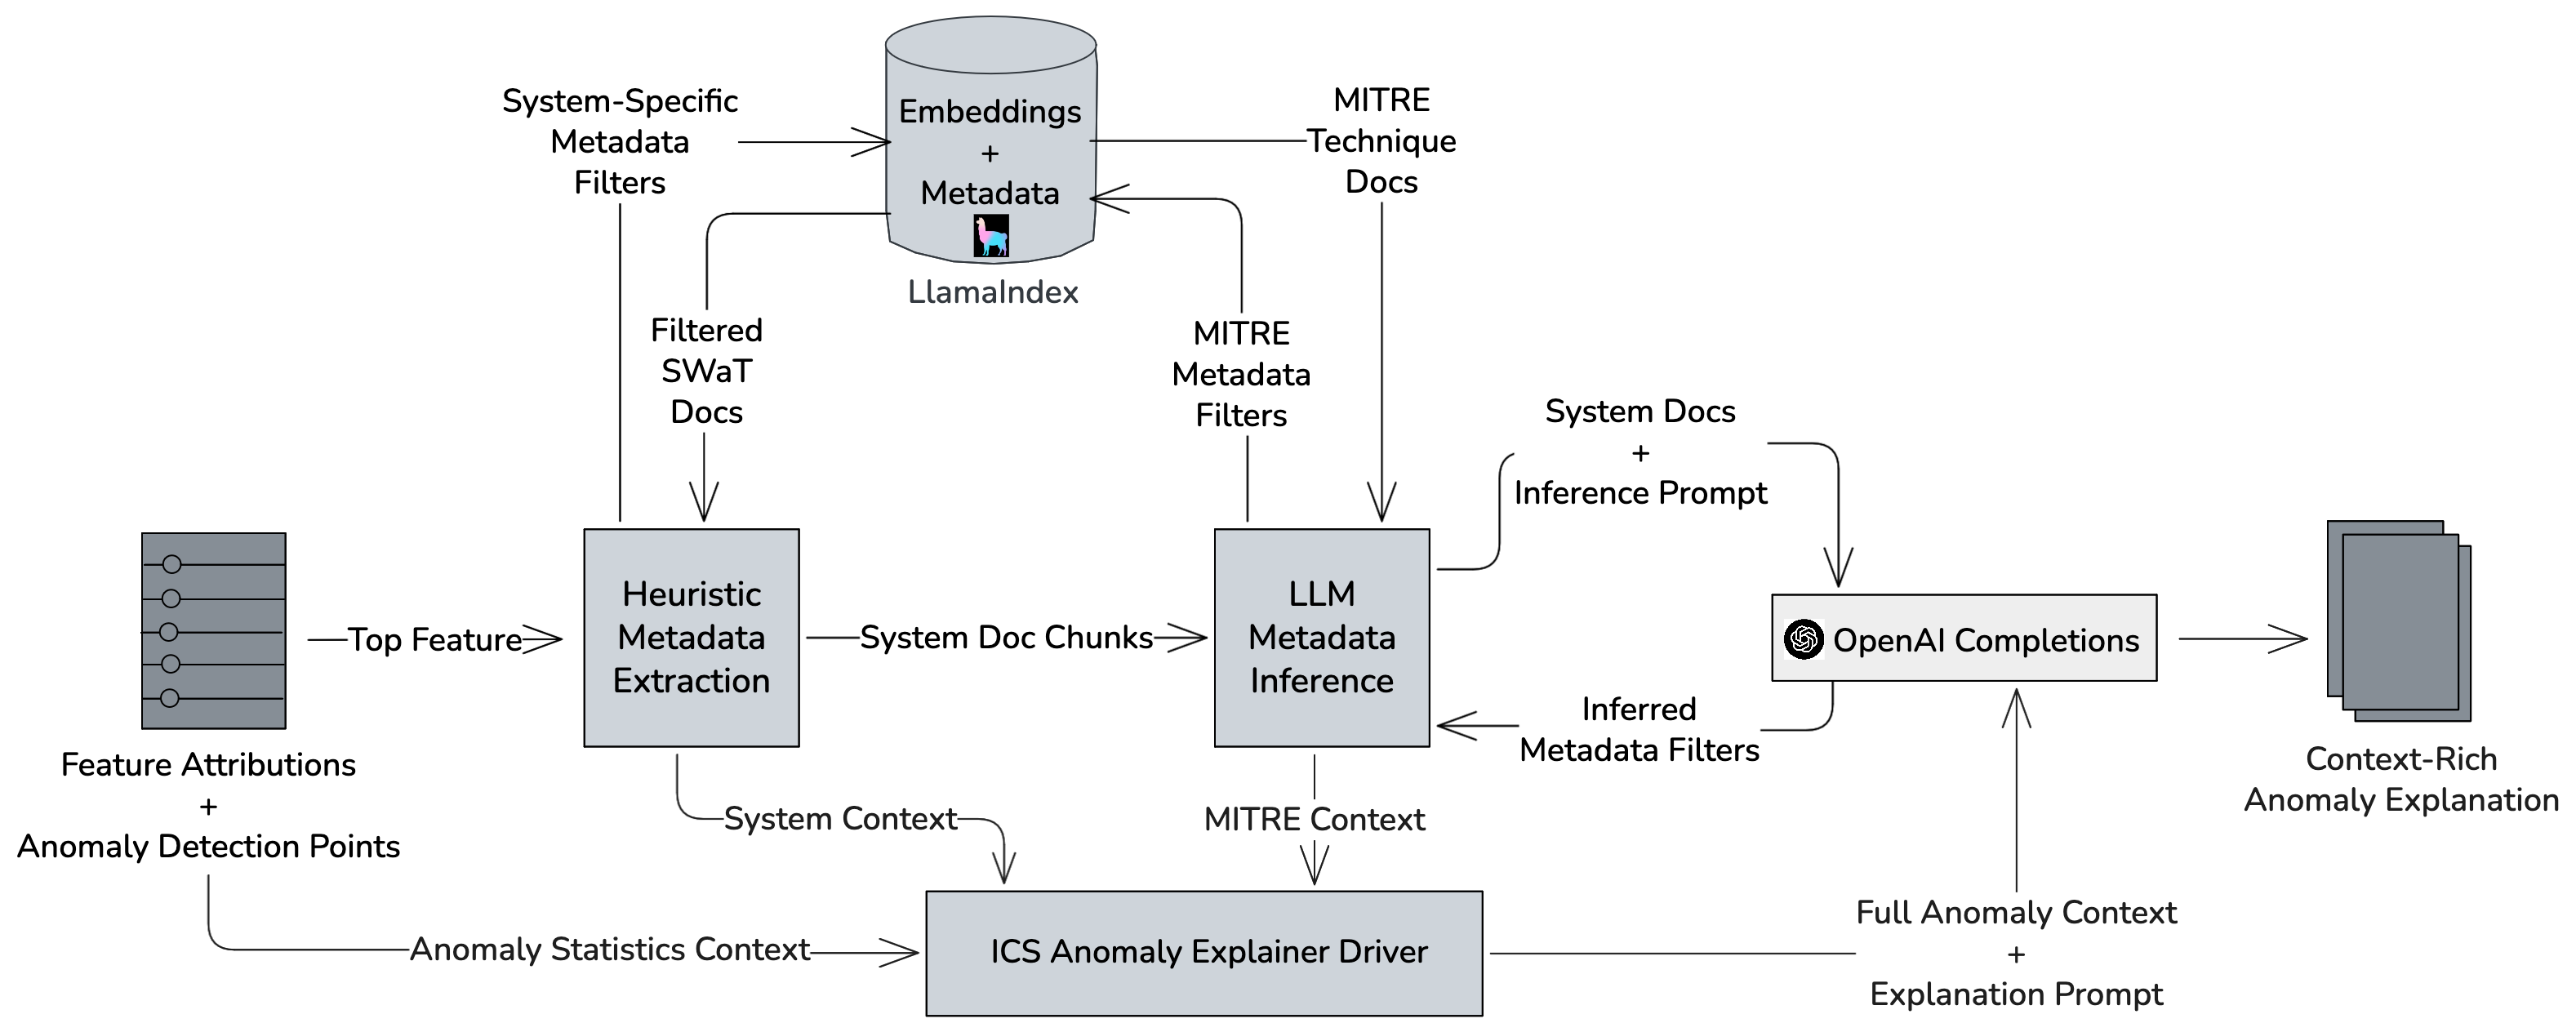 System-Specific
Metadata
Filters
Embeddings
+
Metadata
LlamaIndex
MITRE
Technique
Docs
Filtered
SWaT
Docs
MITRE
Metadata
Filters
System Docs
+
Inference Prompt
Top Feature
Heuristic
Metadata
Extraction
System Doc Chunks
LLM
Metadata
Inference
OpenAI Completions
Inferred
Metadata Filters
Feature Attributions
+
Anomaly Detection Points
Context-Rich
Anomaly Explanation
System Context
MITRE Context
Anomaly Statistics Context
ICS Anomaly Explainer Driver
Full Anomaly Context
+
Explanation Prompt